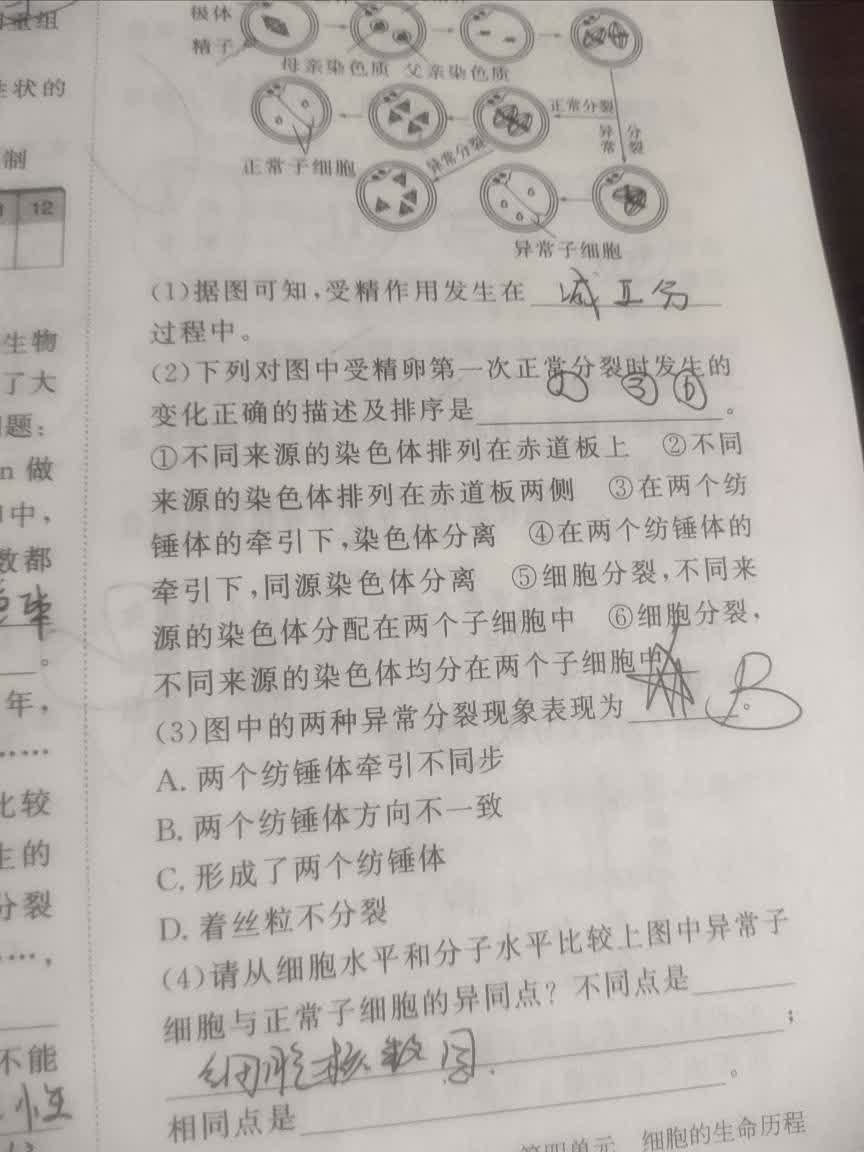 极体
精子
母亲染色质 父亲染色质
正常分裂
异常
分裂
异常分裂
正常子细胞
异常子细胞
(1)据图可知,受精作用发生在 减Ⅱ分
过程中。
(2)下列对图中受精卵第一次正常分裂时发生的
②③⑥
变化正确的描述及排序是。
①不同来源的染色体排列在赤道板上 ②不同
来源的染色体排列在赤道板两侧 ③在两个纺
锤体的牵引下,染色体分离 ④在两个纺锤体的
牵引下,同源染色体分离 ⑤细胞分裂,不同来
源的染色体分配在两个子细胞中 ⑥细胞分裂,
不同来源的染色体均分在两个子细胞中
(3)图中的两种异常分裂现象表现为 B。
A. 两个纺锤体牵引不同步
B. 两个纺锤体方向不一致
C. 形成了两个纺锤体
D. 着丝粒不分裂
(4)请从细胞水平和分子水平比较上图中异常子
细胞与正常子细胞的异同点?不同点是
细胞核数目. ;
相同点是 。
细胞的生命历程
重组
状的
制
12
生物
了大
题:
n 做
中,
数都
。
年,
……
比较
生的
分裂
…,
不能
性